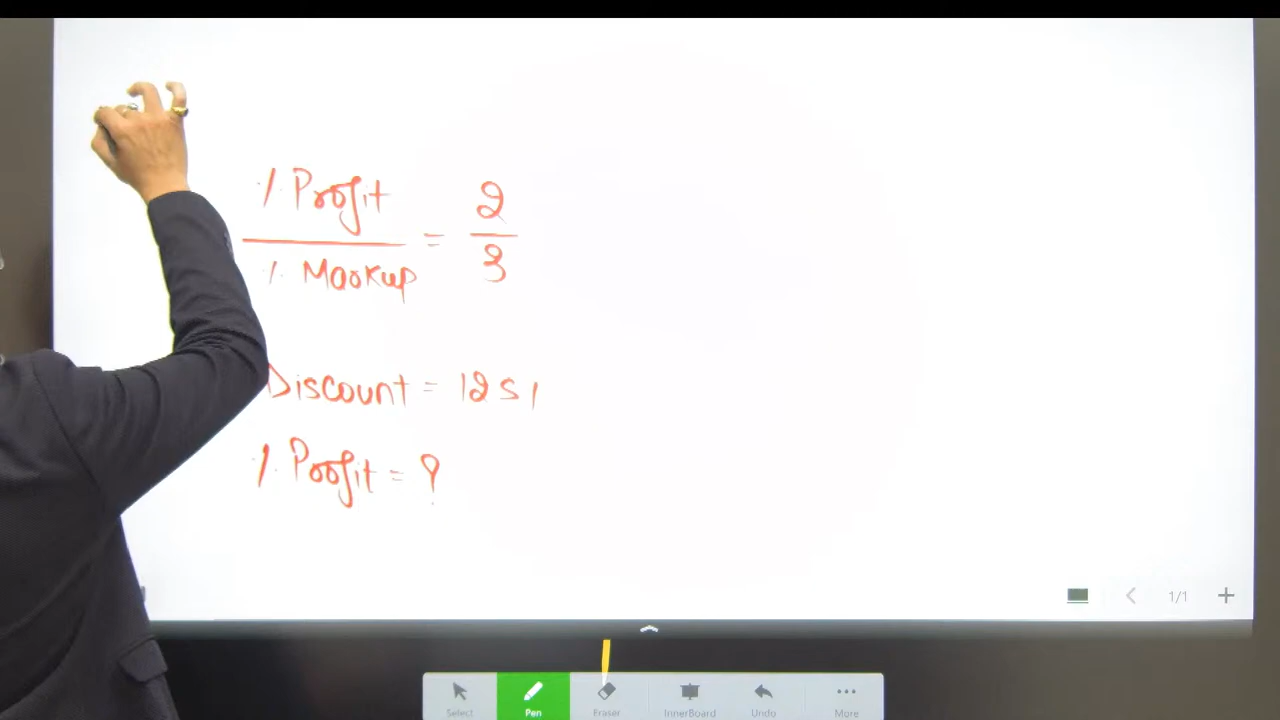 % Profit
% Markup
= 2/3
Discount = 12 5 /
% Profit = ?
1/1
Select
Pen
Eraser
InnerBoard
Undo
More